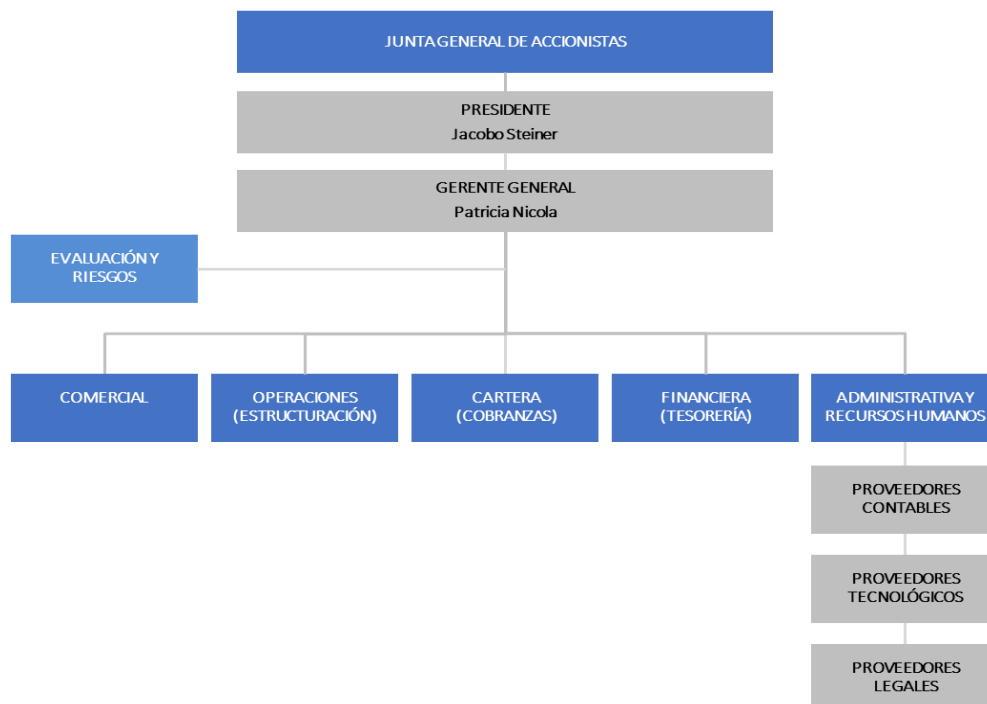 JUNTA GENERAL DE ACCIONISTAS
PRESIDENTE
Jacobo Steiner
GERENTE GENERAL
Patricia Nicola
EVALUACIÓN Y
RIESGOS
COMERCIAL
OPERACIONES
(ESTRUCTURACIÓN)
CARTERA
(COBRANZAS)
FINANCIERA
(TESORERÍA)
ADMINISTRATIVA Y
RECURSOS HUMANOS
PROVEEDORES
CONTABLES
PROVEEDORES
TECNOLÓGICOS
PROVEEDORES
LEGALES